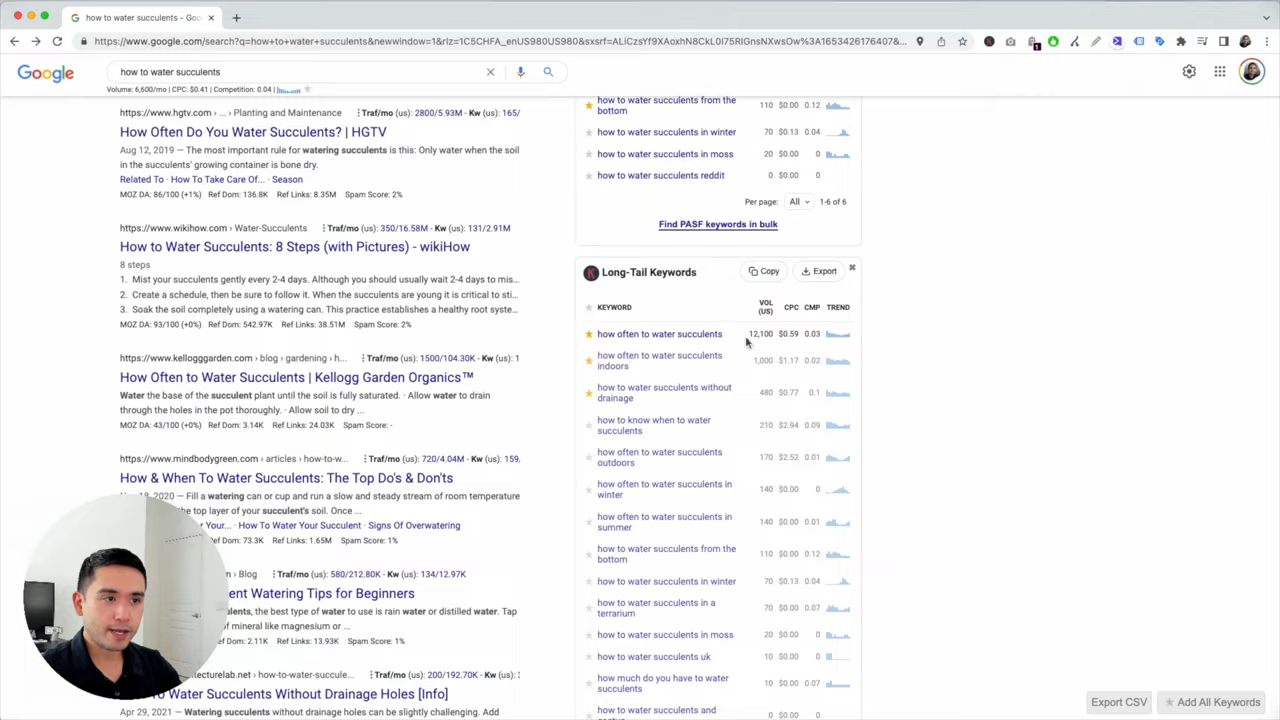 how to water succulents - Goo
https://www.google.com/search?q=how+to+water+succulents&newwindow=1&rlz=1C5CHFA_enUS980US980&sxsrf=
Google
how to water succulents
Volume: 6,600/mo | CPC: $0.41 | Competition: 0.04 |
https://www.hgtv.com › ... › Planting and Maintenance
Traf/mo (us): 2800/5.93M - Kw (us): 165/
How Often Do You Water Succulents? | HGTV
Aug 12, 2019 — The most important rule for watering succulents is this: Only water when the soil
in the succulents' growing container is bone dry.
Related To · How To Take Care Of... · Season
MOZ DA: 86/100 (+1%) Ref Dom: 136.8K Ref Links: 8.35M Spam Score: 2%
https://www.wikihow.com › Water-Succulents
Traf/mo (us): 350/16.58M - Kw (us): 131/2.91M
How to Water Succulents: 8 Steps (with Pictures) - wikiHow
8 steps
1. Mist your succulents gently every 2-4 days. Although you should usually wait 2-4 days to mis...
2. Create a schedule, then be sure to follow it. When the succulents are young it is critical to sti...
3. Soak the soil completely using a watering can. This practice establishes a healthy root syste...
MOZ DA: 93/100 (+0%) Ref Dom: 542.97K Ref Links: 38.51M Spam Score: 2%
https://www.kellogggarden.com › blog › gardening › h...
Traf/mo (us): 1500/104.30K - Kw (us): 1
How Often to Water Succulents | Kellogg Garden Organics™
Water the base of the succulent plant until the soil is fully saturated. · Allow water to drain
through the holes in the pot thoroughly. · Allow soil to dry ...
MOZ DA: 43/100 (+0%) Ref Dom: 3.14K Ref Links: 24.03K Spam Score: -
https://www.mindbodygreen.com › articles › how-to-w...
Traf/mo (us): 720/4.04M - Kw (us): 159,
How & When To Water Succulents: The Top Do's & Don'ts
2020 — Fill a watering can or cup and run a slow and steady stream of room temperature
the top layer of your succulent's soil. Once ...
Your... · How To Water Your Succulent · Signs Of Overwatering
Ref Dom: 73.3K Ref Links: 1.65M Spam Score: 1%
› Blog
Traf/mo (us): 580/212.80K - Kw (us): 134/12.97K
ent Watering Tips for Beginners
ulents, the best type of water to use is rain water or distilled water. Tap
of mineral like magnesium or ...
Ref Dom: 2.11K Ref Links: 13.93K Spam Score: 1%
tecturelab.net › how-to-water-succule...
Traf/mo (us): 200/192.70K - Kw (us): 3
Water Succulents Without Drainage Holes [Info]
Apr 29, 2021 — Watering succulents without drainage holes can be slightly challenging. Add
how to water succulents from the
bottom 110 $0.00 0.12
how to water succulents in winter 70 $0.13 0.04
how to water succulents in moss 20 $0.00 0
how to water succulents reddit 0 $0.00 0
Per page: All 1-6 of 6
Find PASF keywords in bulk
K Long-Tail Keywords Copy Export
KEYWORD VOL (US) CPC CMP TREND
how often to water succulents 12,100 $0.59 0.03
how often to water succulents
indoors 1,000 $1.17 0.02
how to water succulents without
drainage 480 $0.77 0.1
how to know when to water
succulents 210 $2.94 0.09
how often to water succulents
outdoors 170 $2.52 0.01
how often to water succulents in
winter 140 $0.00 0
how often to water succulents in
summer 140 $0.00 0.01
how to water succulents from the
bottom 110 $0.00 0.12
how to water succulents in winter 70 $0.13 0.04
how to water succulents in a
terrarium 70 $0.00 0.07
how to water succulents in moss 20 $0.00 0
how to water succulents uk 10 $0.00 0
how much do you have to water
succulents 10 $0.00 0.07
how to water succulents and 0 $0.00 0
Export CSV
Add All Keywords